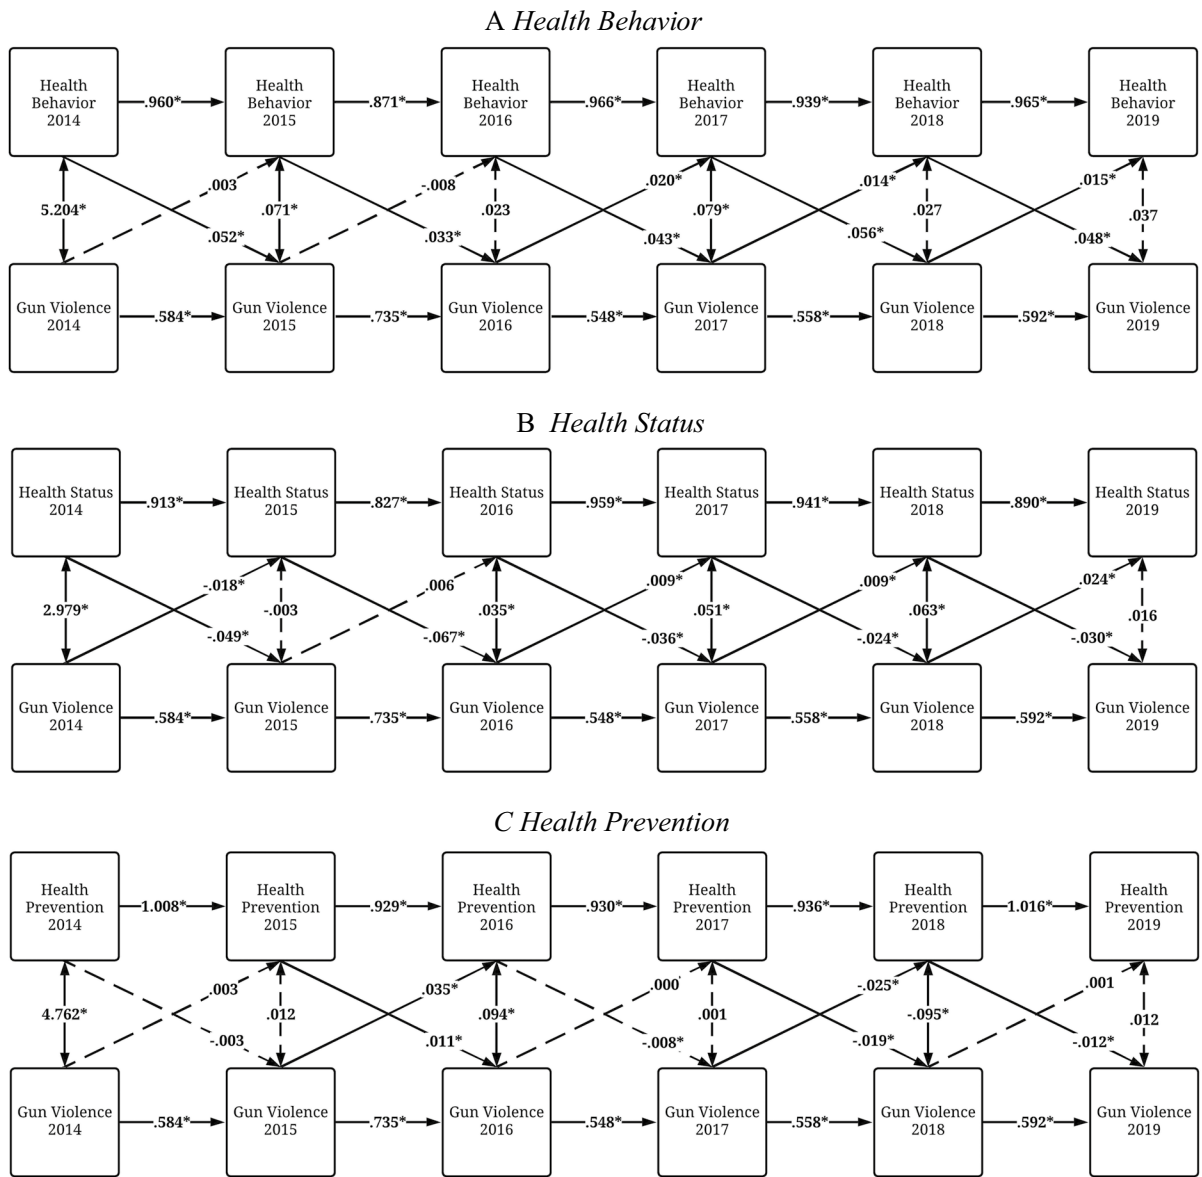 A Health Behavior
Health
Behavior
2014
.960*
Health
Behavior
2015
.871*
Health
Behavior
2016
.966*
Health
Behavior
2017
.939*
Health
Behavior
2018
.965*
Health
Behavior
2019
5.204*
.003
.052*
.071*
-.008
.033*
.023
.020*
.043*
.079*
.014*
.056*
.027
.015*
.048*
.037
Gun Violence
2014
.584*
Gun Violence
2015
.735*
Gun Violence
2016
.548*
Gun Violence
2017
.558*
Gun Violence
2018
.592*
Gun Violence
2019
B Health Status
Health Status
2014
.913*
Health Status
2015
.827*
Health Status
2016
.959*
Health Status
2017
.941*
Health Status
2018
.890*
Health Status
2019
2.979*
-.018*
-.049*
-.003
.006
-.067*
.035*
.009*
-.036*
.051*
.009*
-.024*
.063*
.024*
-.030*
.016
Gun Violence
2014
.584*
Gun Violence
2015
.735*
Gun Violence
2016
.548*
Gun Violence
2017
.558*
Gun Violence
2018
.592*
Gun Violence
2019
C Health Prevention
Health
Prevention
2014
1.008*
Health
Prevention
2015
.929*
Health
Prevention
2016
.930*
Health
Prevention
2017
.936*
Health
Prevention
2018
1.016*
Health
Prevention
2019
4.762*
.003
-.003
.012
.035*
.011*
.094*
.000
-.008*
.001
-.025*
-.019*
-.095*
.001
-.012*
.012
Gun Violence
2014
.584*
Gun Violence
2015
.735*
Gun Violence
2016
.548*
Gun Violence
2017
.558*
Gun Violence
2018
.592*
Gun Violence
2019